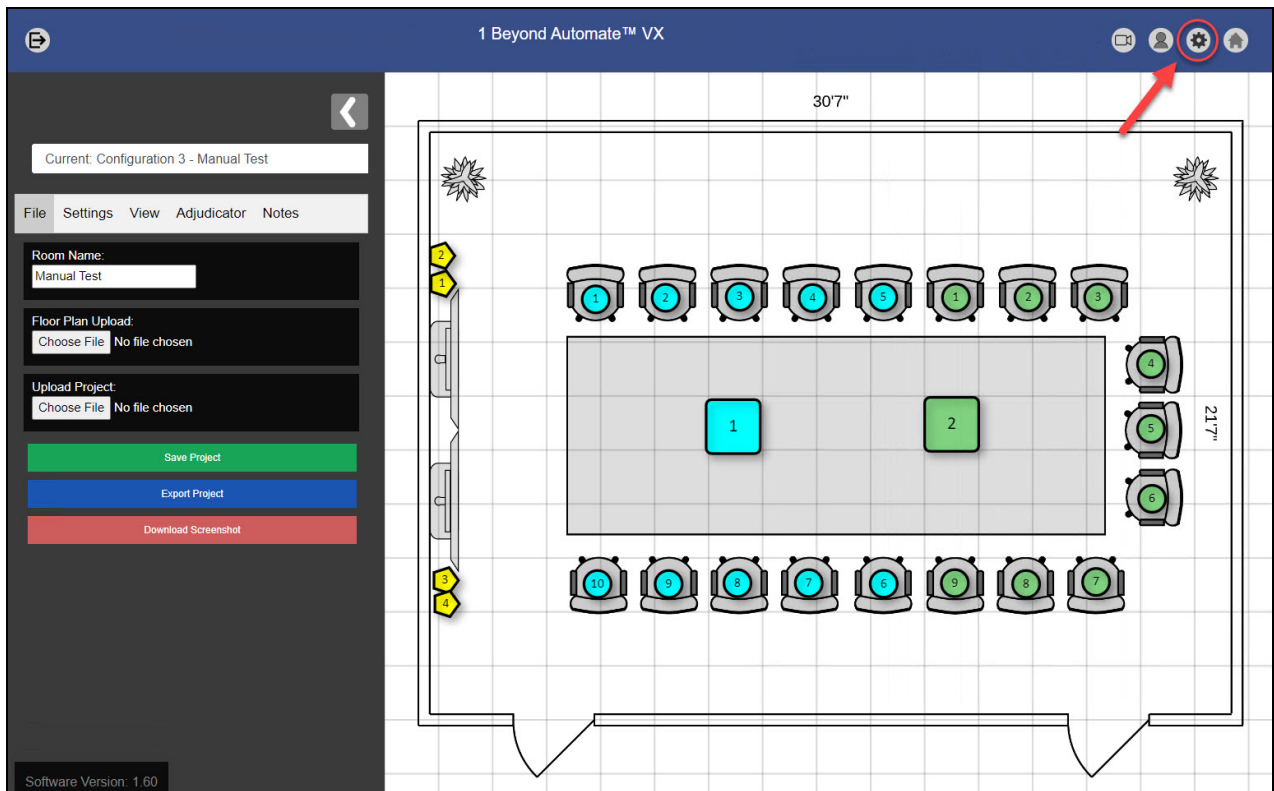 1 Beyond Automate™ VX
Current: Configuration 3 - Manual Test
File Settings View Adjudicator Notes
Room Name:
Manual Test
Floor Plan Upload:
Choose File No file chosen
Upload Project:
Choose File No file chosen
Save Project
Export Project
Download Screenshot
Software Version: 1.60
30'7"
2
1
1 2 3 4 5 1 2 3
4
1 2
5
21'7"
6
3
4
10 9 8 7 6 9 8 7